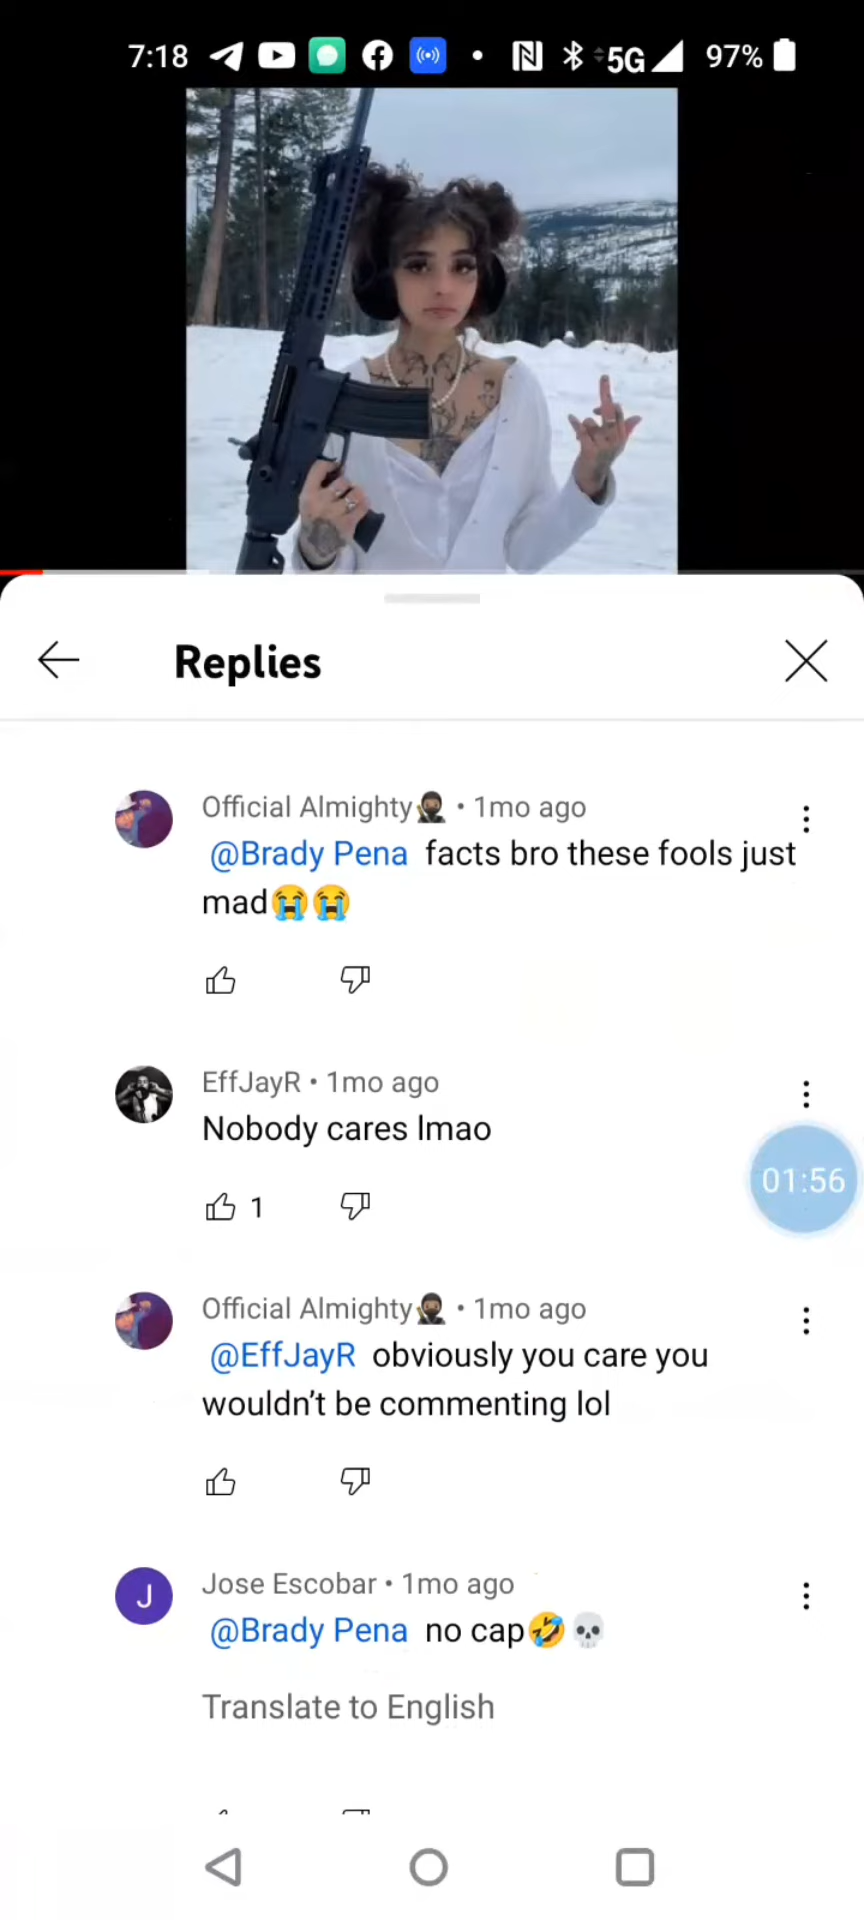 7:18 5G 97%
Replies
Official Almighty🥷 • 1mo ago
@Brady Pena facts bro these fools just
mad😭😭
EffJayR • 1mo ago
Nobody cares lmao
1
01:56
Official Almighty🥷 • 1mo ago
@EffJayR obviously you care you
wouldn’t be commenting lol
J
Jose Escobar • 1mo ago
@Brady Pena no cap🤣💀
Translate to English